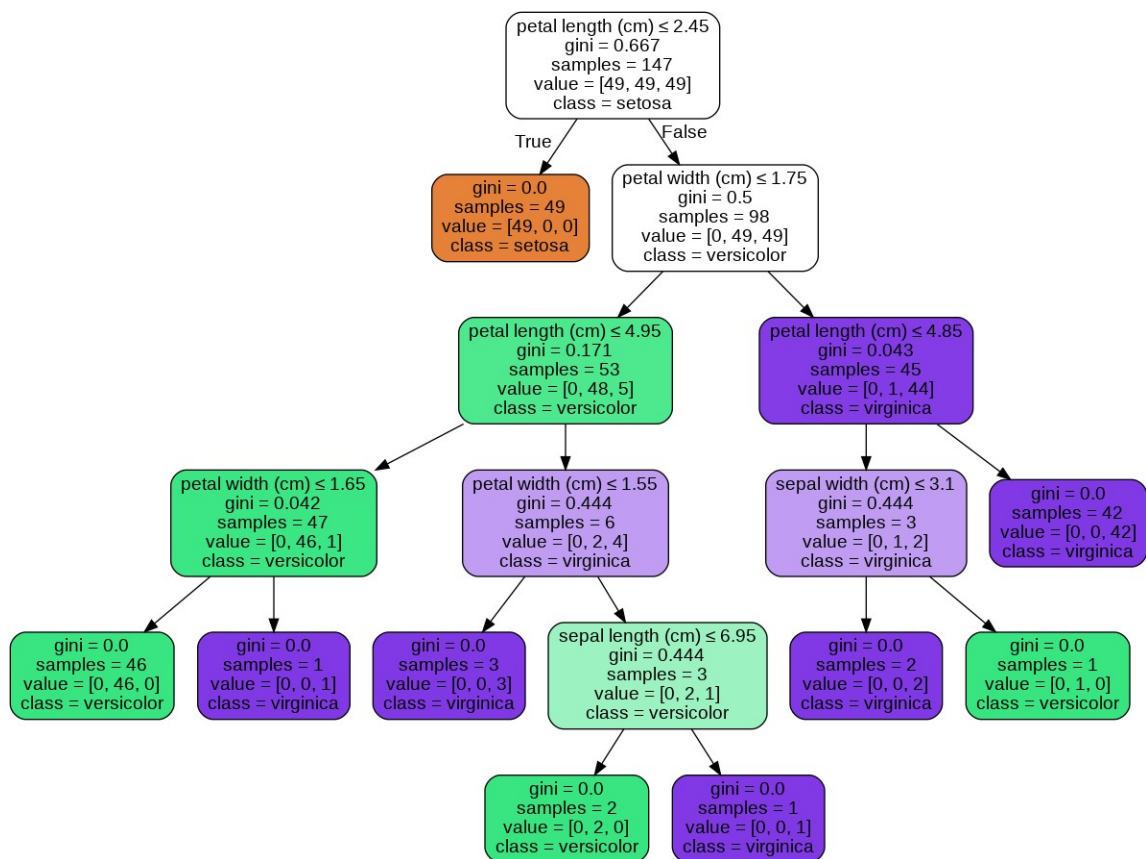 petal length (cm) ≤ 2.45
gini = 0.667
samples = 147
value = [49, 49, 49]
class = setosa
True
False
gini = 0.0
samples = 49
value = [49, 0, 0]
class = setosa
petal width (cm) ≤ 1.75
gini = 0.5
samples = 98
value = [0, 49, 49]
class = versicolor
petal length (cm) ≤ 4.95
gini = 0.171
samples = 53
value = [0, 48, 5]
class = versicolor
petal length (cm) ≤ 4.85
gini = 0.043
samples = 45
value = [0, 1, 44]
class = virginica
petal width (cm) ≤ 1.65
gini = 0.042
samples = 47
value = [0, 46, 1]
class = versicolor
petal width (cm) ≤ 1.55
gini = 0.444
samples = 6
value = [0, 2, 4]
class = virginica
sepal width (cm) ≤ 3.1
gini = 0.444
samples = 3
value = [0, 1, 2]
class = virginica
gini = 0.0
samples = 42
value = [0, 0, 42]
class = virginica
gini = 0.0
samples = 46
value = [0, 46, 0]
class = versicolor
gini = 0.0
samples = 1
value = [0, 0, 1]
class = virginica
gini = 0.0
samples = 3
value = [0, 0, 3]
class = virginica
sepal length (cm) ≤ 6.95
gini = 0.444
samples = 3
value = [0, 2, 1]
class = versicolor
gini = 0.0
samples = 2
value = [0, 0, 2]
class = virginica
gini = 0.0
samples = 1
value = [0, 1, 0]
class = versicolor
gini = 0.0
samples = 2
value = [0, 2, 0]
class = versicolor
gini = 0.0
samples = 1
value = [0, 0, 1]
class = virginica